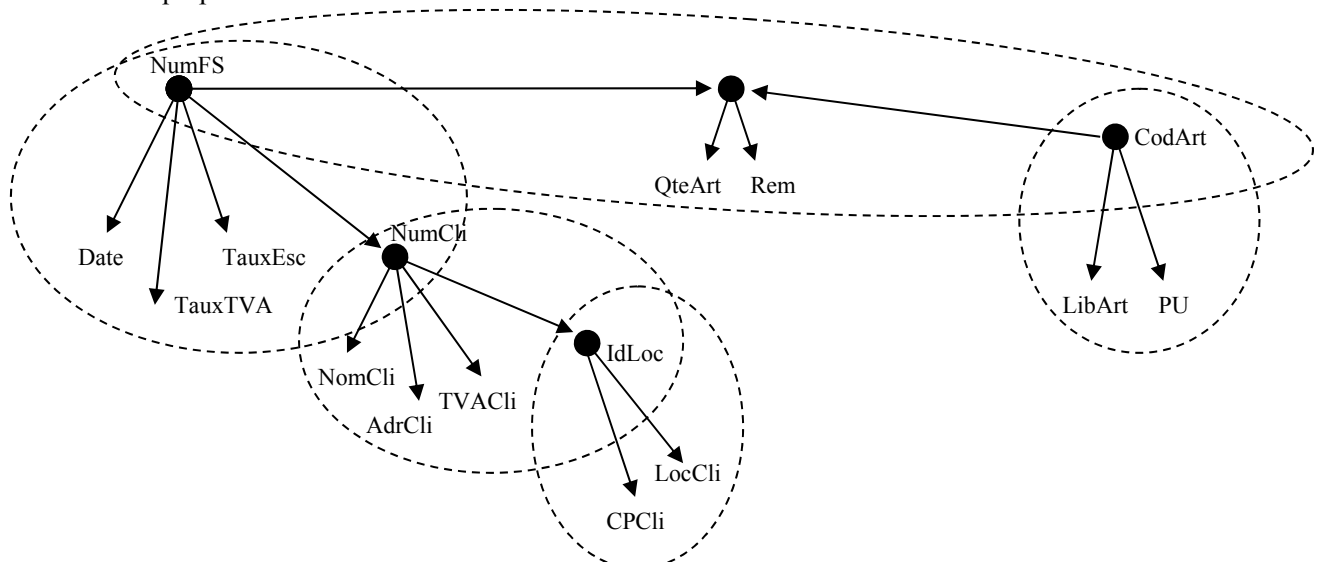 NumFS
CodArt
QteArt Rem
NumCli
Date
TauxEsc
TauxTVA
LibArt PU
IdLoc
NomCli
TVACli
AdrCli
LocCli
CPCli